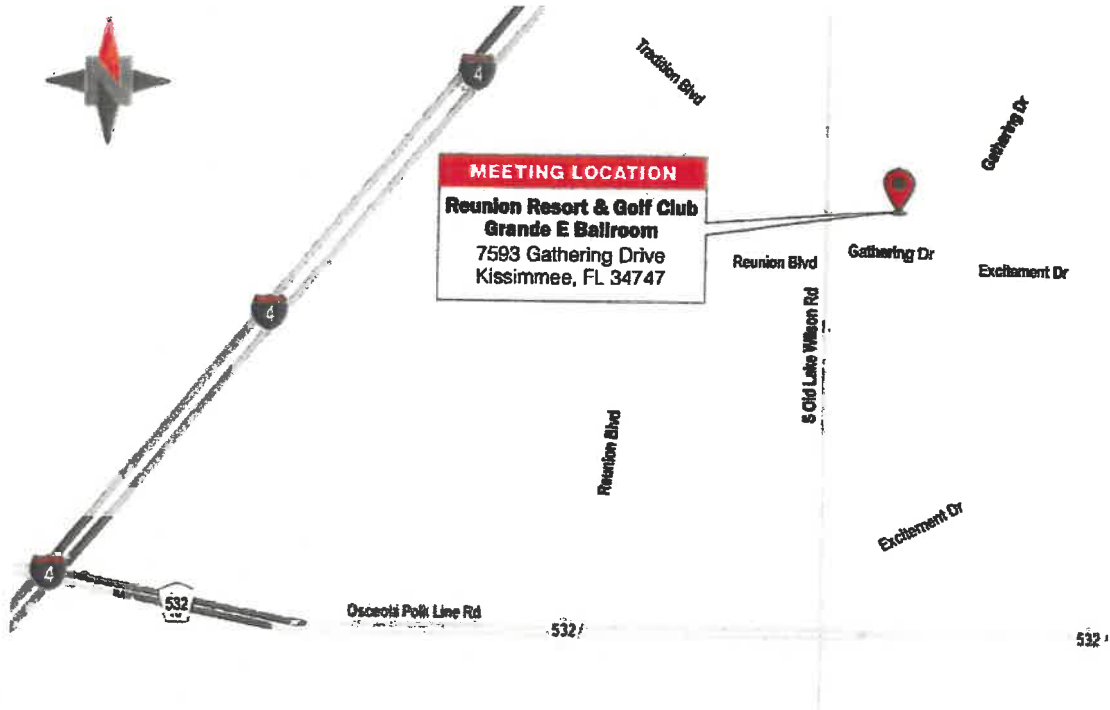 N
4
Tradition Blvd
Gathering Dr
MEETING LOCATION
Reunion Resort & Golf Club
Grande E Ballroom
7593 Gathering Drive
Kissimmee, FL 34747
Reunion Blvd
Gathering Dr
Excitement Dr
4
S Old Lake Wilson Rd
Reunion Blvd
Excitement Dr
4
532
Osceola Polk Line Rd
532
532